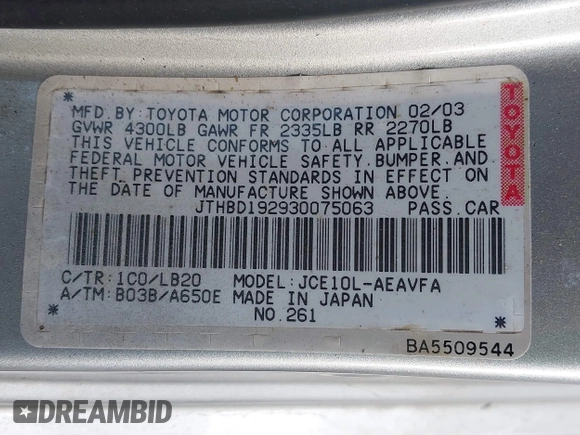 MFD. BY: TOYOTA MOTOR CORPORATION 02/03
GVWR 4300LB GAWR FR 2335LB RR 2270LB
THIS VEHICLE CONFORMS TO ALL APPLICABLE
FEDERAL MOTOR VEHICLE SAFETY, BUMPER, AND
THEFT PREVENTION STANDARDS IN EFFECT ON
THE DATE OF MANUFACTURE SHOWN ABOVE.
TOYOTA
JTHBD192930075063 PASS. CAR
C/TR: 1C0/LB20 MODEL: JCE10L-AEAVFA
A/TM: B03B/A650E MADE IN JAPAN
NO. 261
BA5509544
DREAMBID